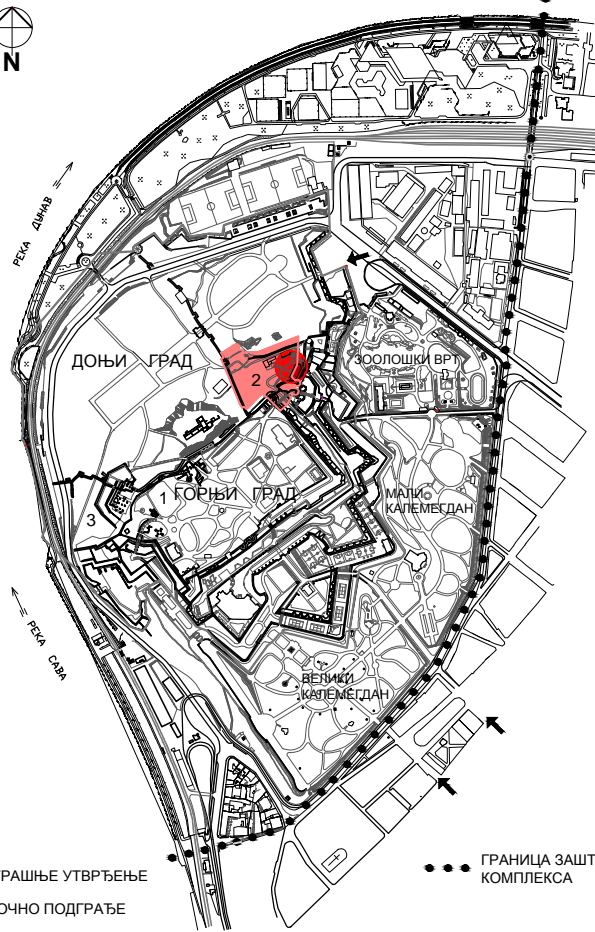 N
РЕКА ДУНАВ
ДОЊИ ГРАД
2
ЗООЛОШКИ ВРТ
1
ГОРЊИ ГРАД
МАЛИ
КАЛЕМЕГДАН
3
РЕКА САВА
ВЕЛИКИ
КАЛЕМЕГДАН
ГРАНИЦА ЗАШТ
КОМПЛЕКСА
ТРАШЊЕ УТВРЂЕЊЕ
ОЧНО ПОДГРАЂЕ